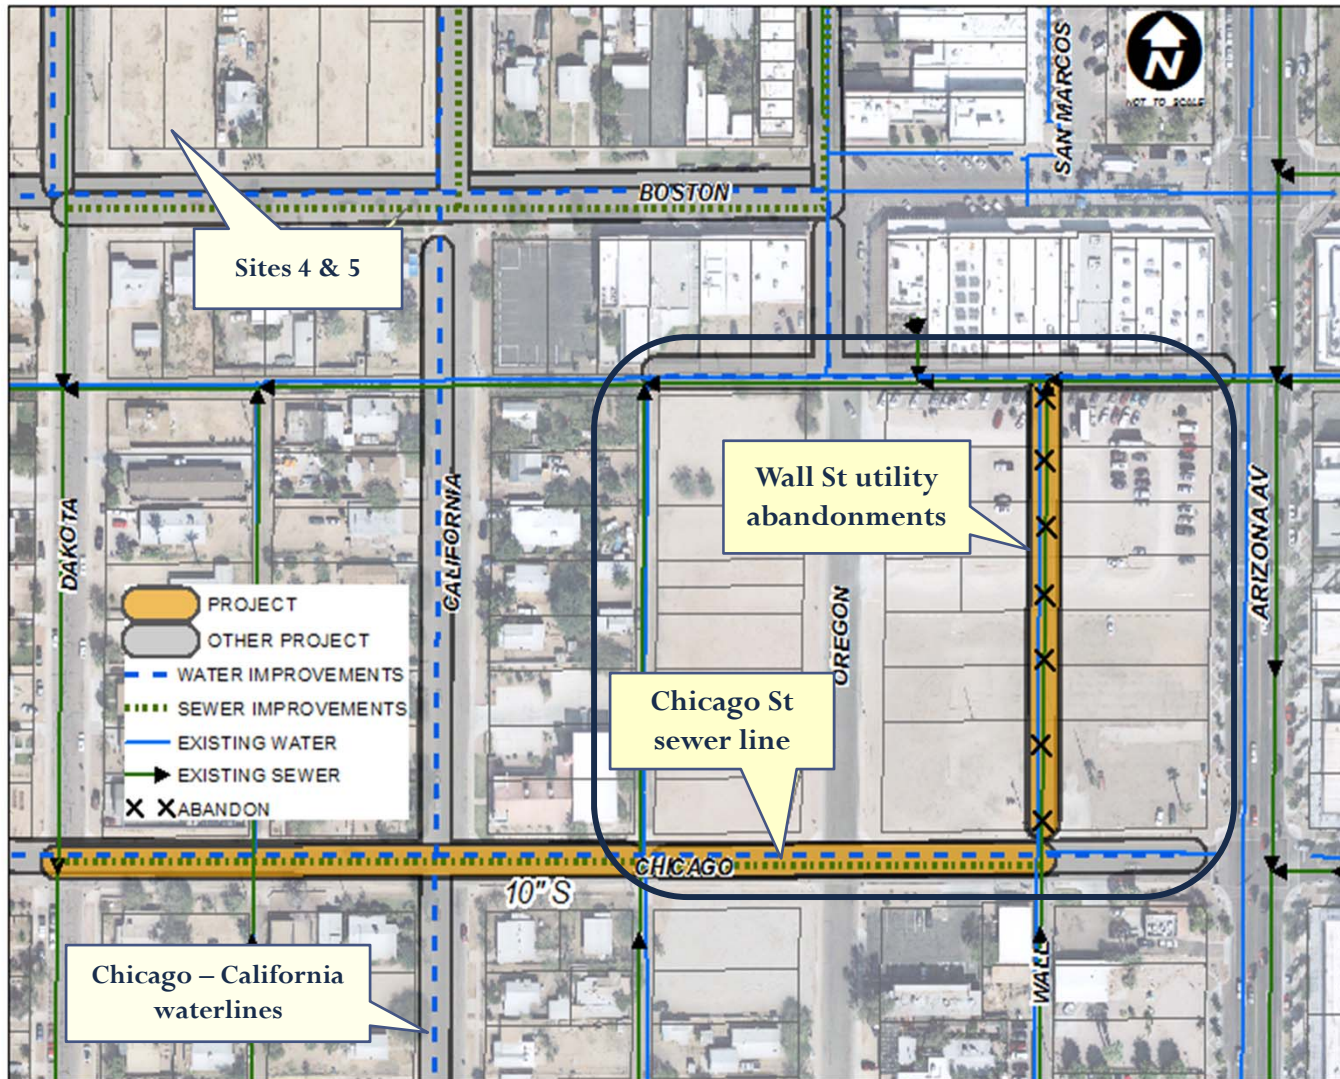 SAN MARCOS
N
NOT TO SCALE
BOSTON
Sites 4 & 5
Wall St utility
abandonments
DAKOTA
CALIFORNIA
OREGON
ARIZONA AV
PROJECT
OTHER PROJECT
WATER IMPROVEMENTS
SEWER IMPROVEMENTS
EXISTING WATER
EXISTING SEWER
ABANDON
Chicago St
sewer line
CHICAGO
10" S
Chicago – California
waterlines
WALL